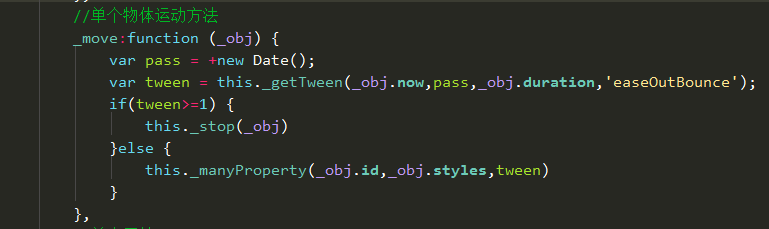 //单个物体运动方法
_move:function (_obj) {
var pass = +new Date();
var tween = this._getTween(_obj.now,pass,_obj.duration,'easeOutBounce');
if(tween>=1) {
this._stop(_obj)
}else {
this._manyProperty(_obj.id,_obj.styles,tween)
}
},